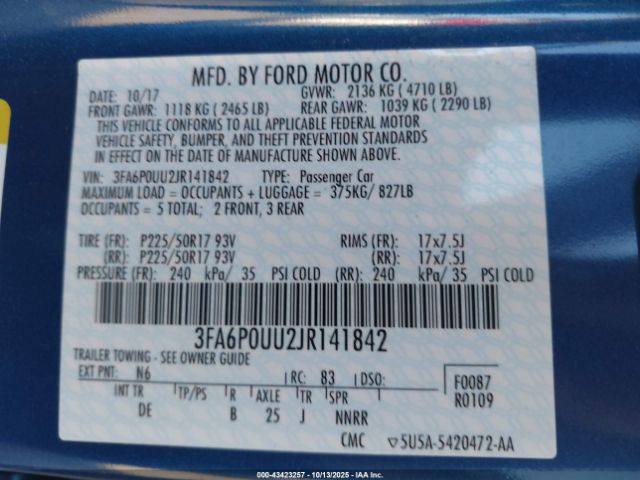 MFD. BY FORD MOTOR CO.
DATE: 10/17 GVWR: 2136 KG ( 4710 LB)
FRONT GAWR: 1118 KG ( 2465 LB) REAR GAWR: 1039 KG ( 2290 LB)
THIS VEHICLE CONFORMS TO ALL APPLICABLE FEDERAL MOTOR
VEHICLE SAFETY, BUMPER, AND THEFT PREVENTION STANDARDS
IN EFFECT ON THE DATE OF MANUFACTURE SHOWN ABOVE.
VIN: 3FA6P0UU2JR141842 TYPE: Passenger Car
MAXIMUM LOAD = OCCUPANTS + LUGGAGE = 375KG/ 827LB
OCCUPANTS = 5 TOTAL; 2 FRONT, 3 REAR
TIRE (FR): P225/50R17 93V RIMS (FR): 17x7.5J
(RR): P225/50R17 93V (RR): 17x7.5J
PRESSURE (FR): 240 kPa/ 35 PSI COLD (RR): 240 kPa/ 35 PSI COLD
3FA6P0UU2JR141842
TRAILER TOWING - SEE OWNER GUIDE
EXT PNT: N6 RC: 83 DSO: F0087
INT TR TP/PS R AXLE TR SPR R0109
DE B 25 J NNRR
CMC ▽5U5A-5420472-AA
© IAA Holdings, LLC.
000-43423257 - 10/13/2025 - Copart, Inc.